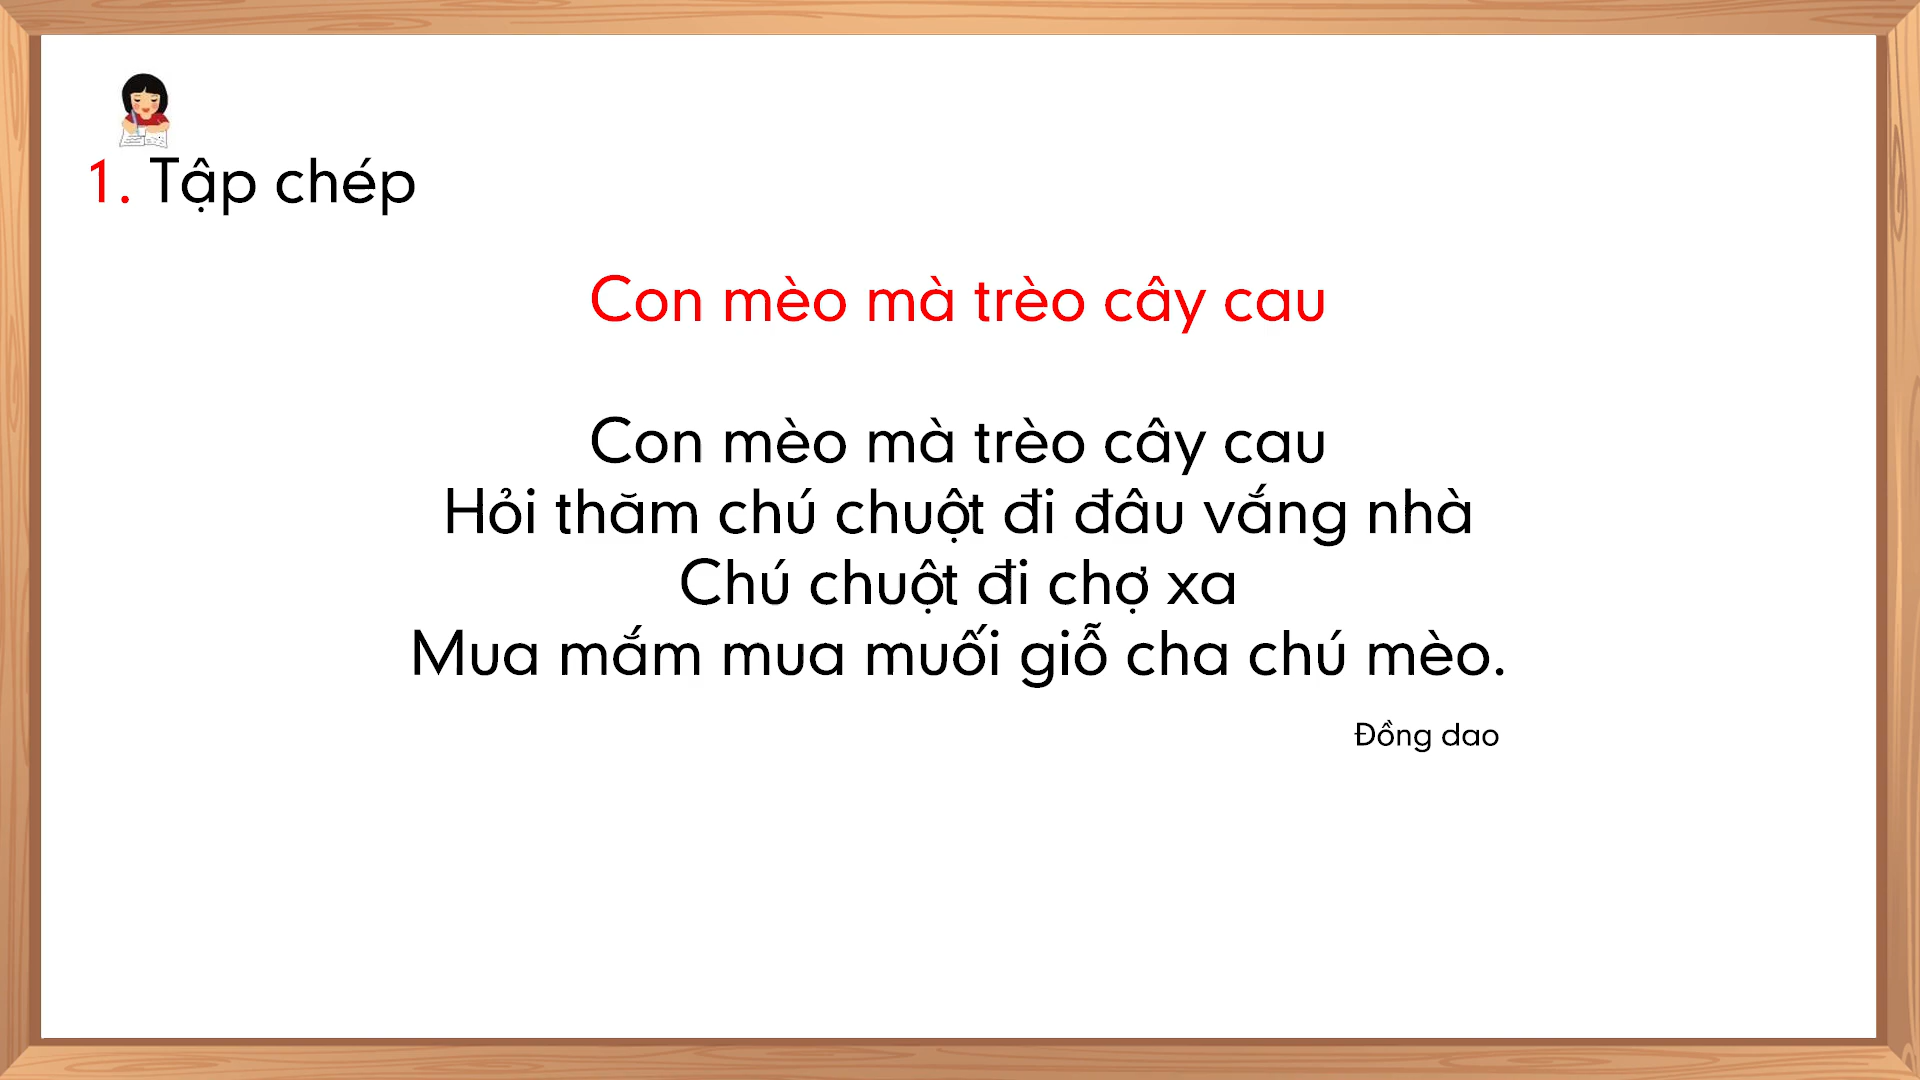 1. Tập chép
Con mèo mà trèo cây cau
Con mèo mà trèo cây cau
Hỏi thăm chú chuột đi đâu vắng nhà
Chú chuột đi chợ xa
Mua mắm mua muối giỗ cha chú mèo.
Đồng dao